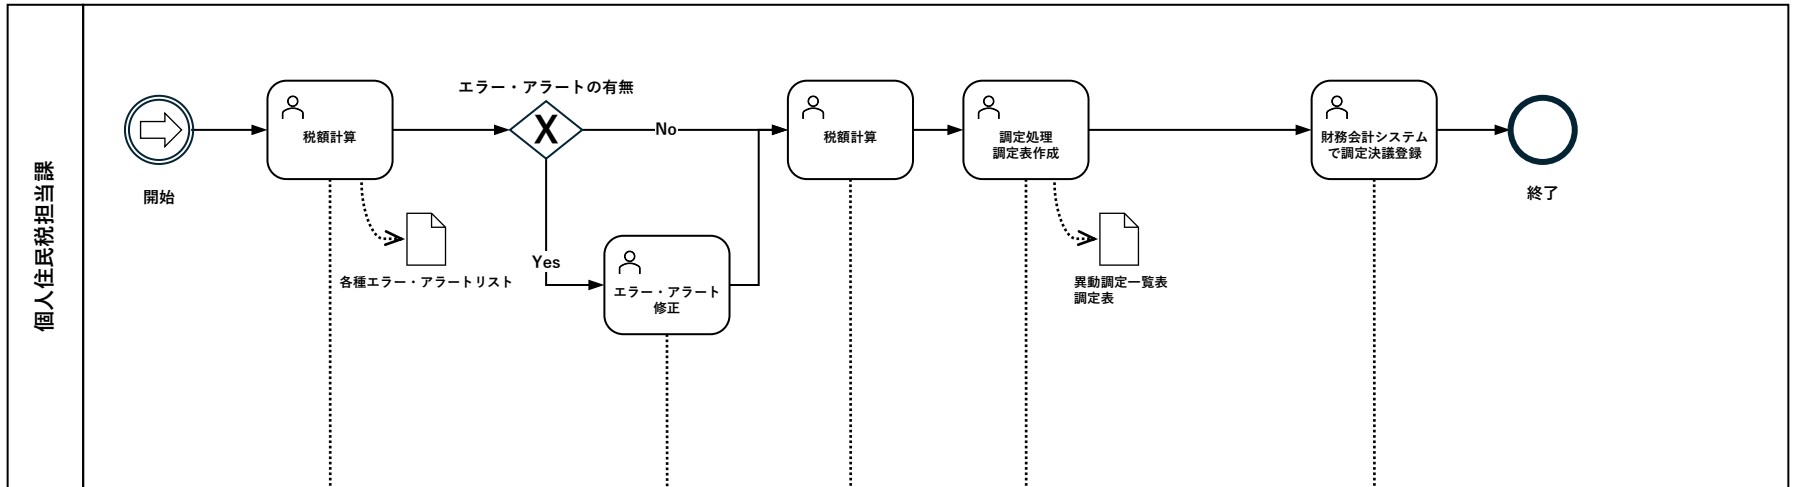 個人住民税担当課
開始
税額計算
各種エラー・アラートリスト
エラー・アラートの有無
X
No
Yes
エラー・アラート
修正
税額計算
調定処理
調定表作成
異動調定一覧表
調定表
財務会計システム
で調定決議登録
終了